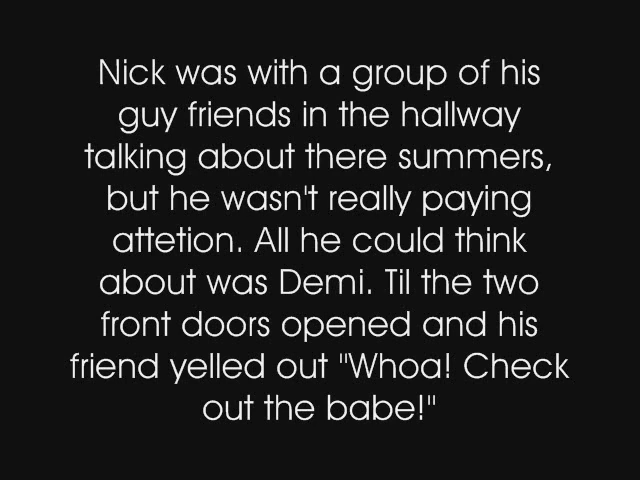 Nick was with a group of his
guy friends in the hallway
talking about there summers,
but he wasn't really paying
attetion. All he could think
about was Demi. Til the two
front doors opened and his
friend yelled out "Whoa! Check
out the babe!"